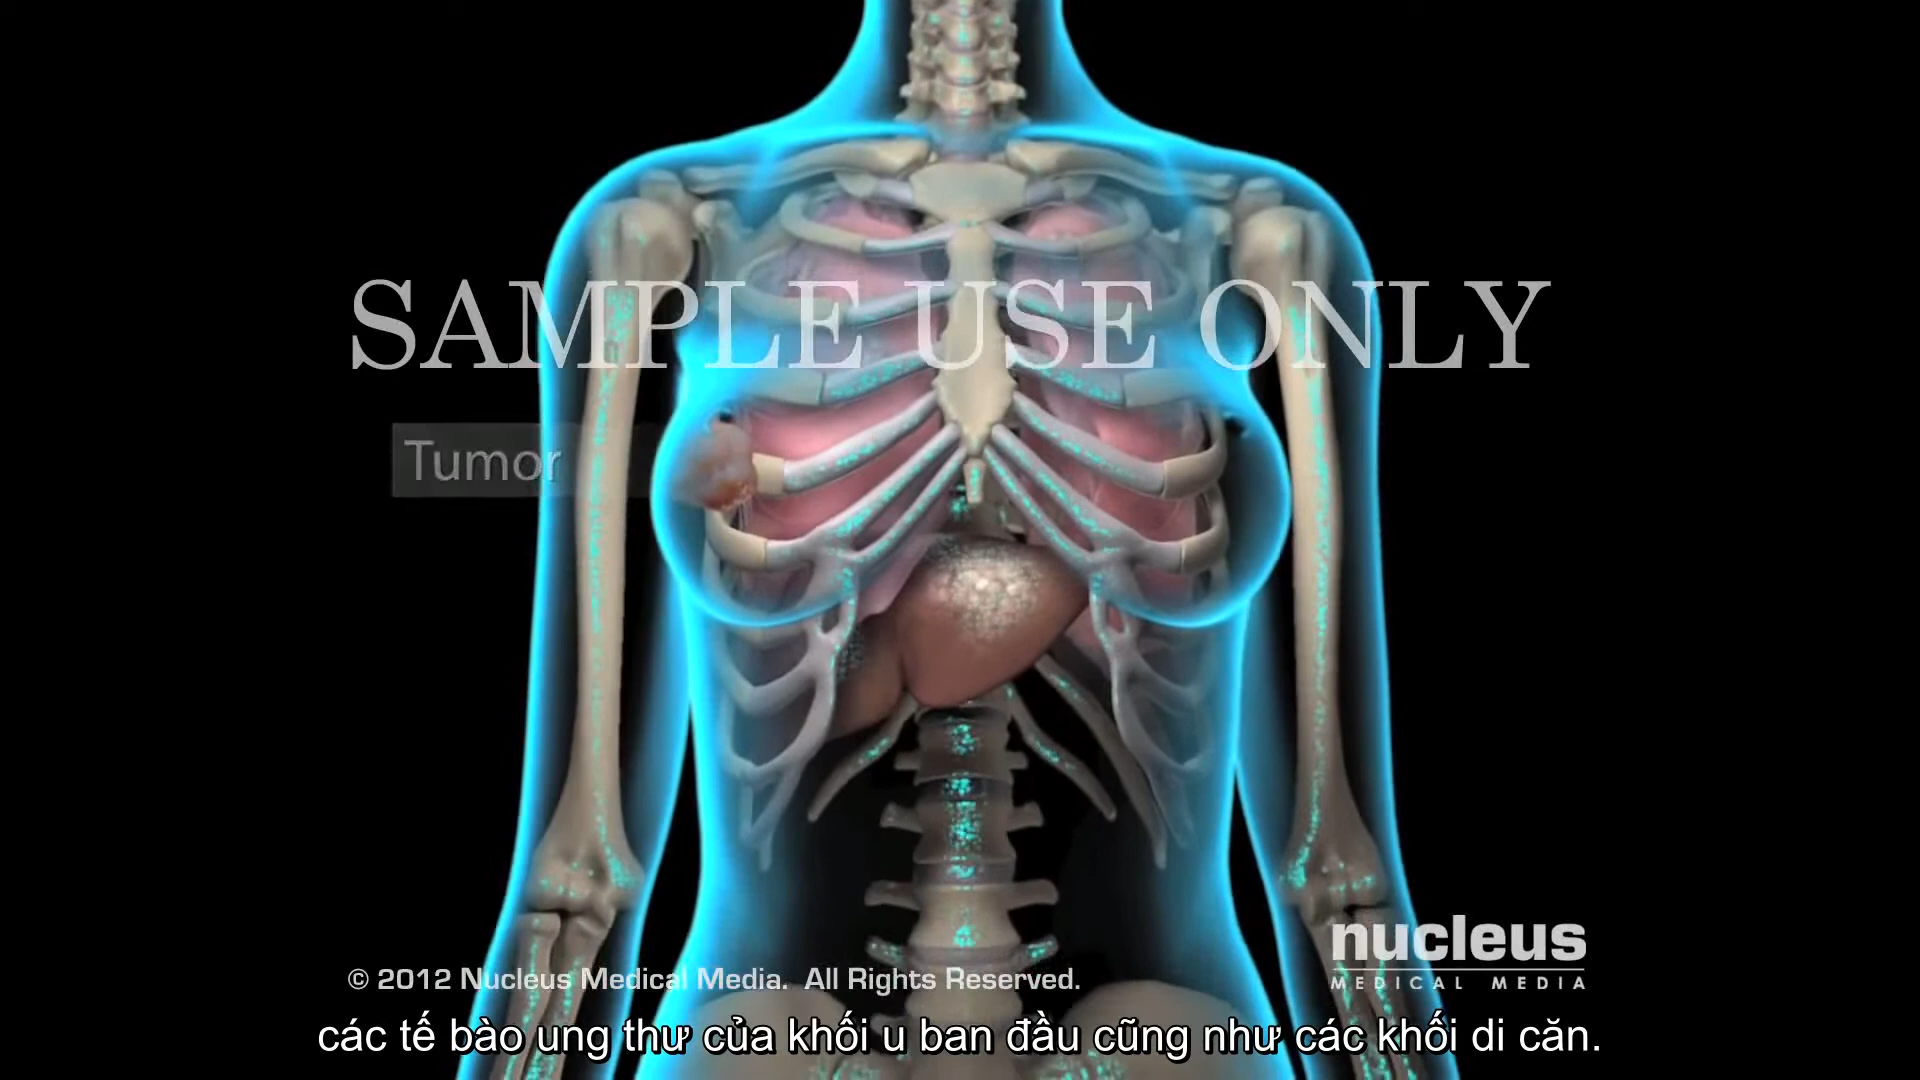 SAMPLE USE ONLY
Tumor
nucleus
MEDICAL MEDIA
© 2012 Nucleus Medical Media. All Rights Reserved.
các tế bào ung thư của khối u ban đầu cũng như các khối di căn.